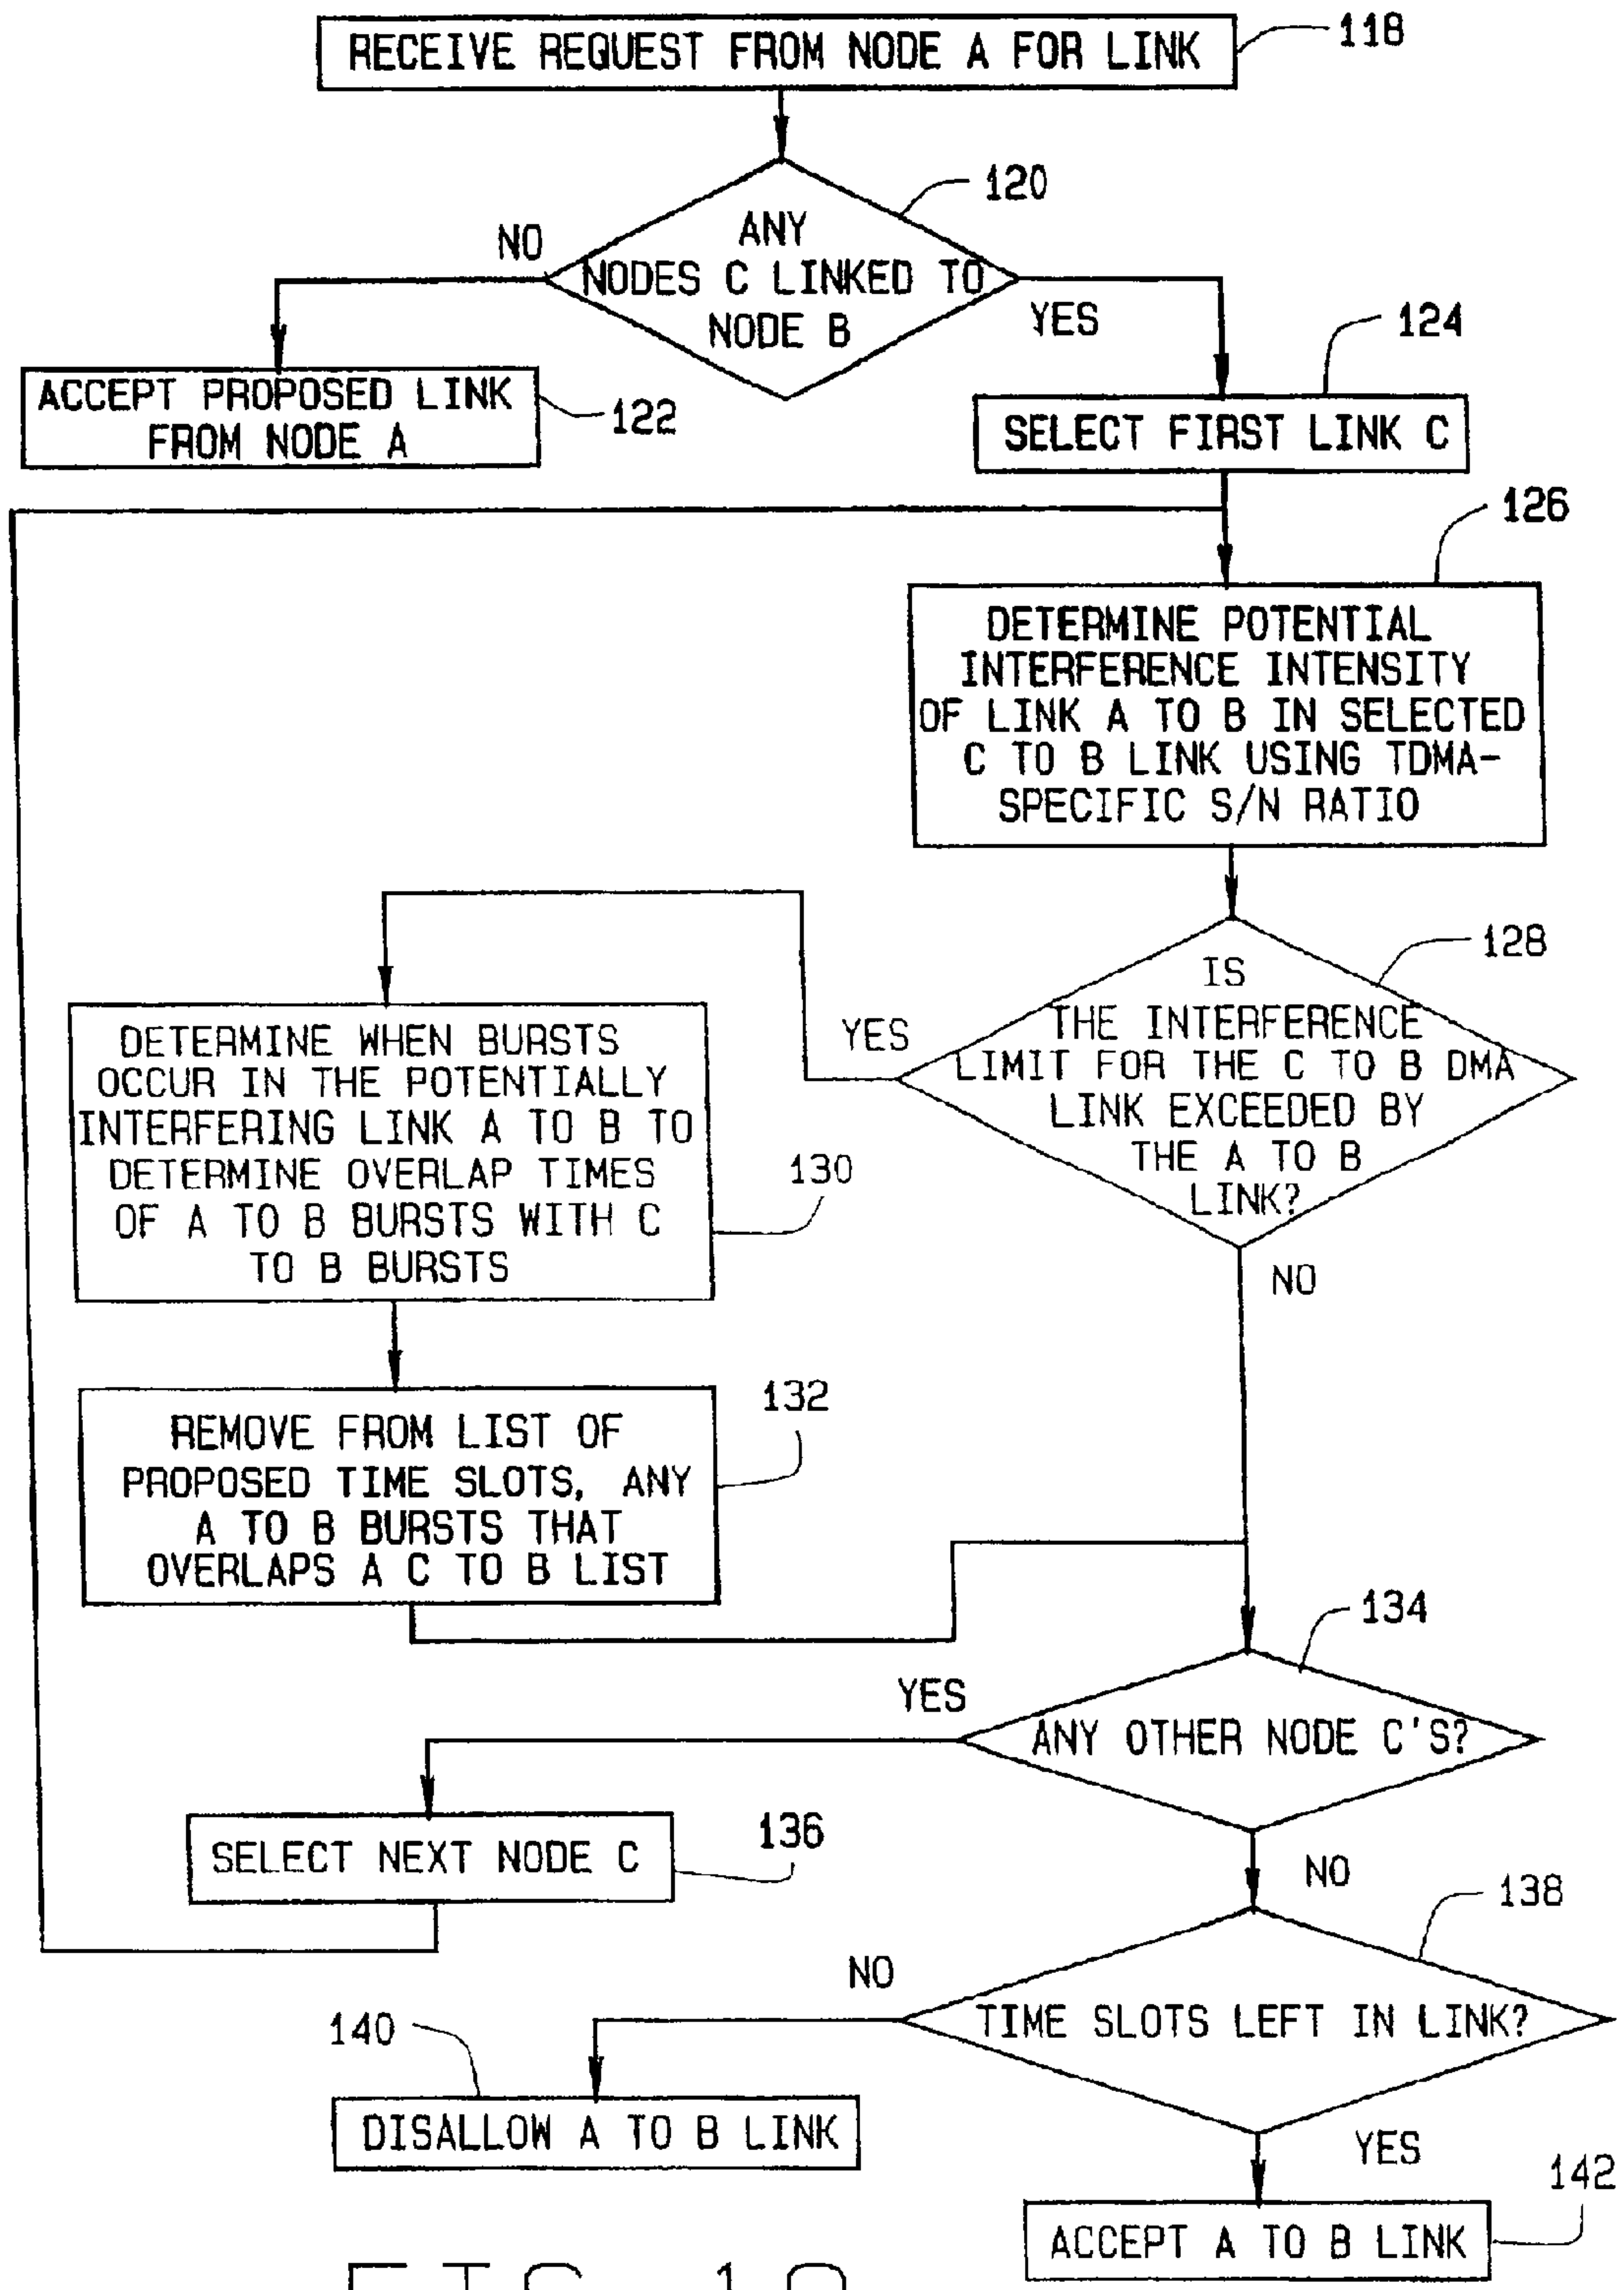 RECEIVE REQUEST FROM NODE A FOR LINK
118
120
ANY
NODES C LINKED TO
NODE B
NO
YES
124
ACCEPT PROPOSED LINK
FROM NODE A
122
SELECT FIRST LINK C
126
DETERMINE POTENTIAL
INTERFERENCE INTENSITY
OF LINK A TO B IN SELECTED
C TO B LINK USING TDMA-
SPECIFIC S/N RATIO
128
IS
THE INTERFERENCE
LIMIT FOR THE C TO B DMA
LINK EXCEEDED BY
THE A TO B
LINK?
YES
NO
DETERMINE WHEN BURSTS
OCCUR IN THE POTENTIALLY
INTERFERING LINK A TO B TO
DETERMINE OVERLAP TIMES
OF A TO B BURSTS WITH C
TO B BURSTS
130
132
REMOVE FROM LIST OF
PROPOSED TIME SLOTS, ANY
A TO B BURSTS THAT
OVERLAPS A C TO B LIST
134
YES
ANY OTHER NODE C'S?
136
SELECT NEXT NODE C
NO
138
NO
TIME SLOTS LEFT IN LINK?
140
DISALLOW A TO B LINK
YES
142
ACCEPT A TO B LINK